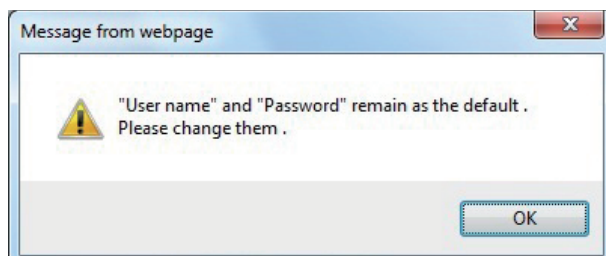 Message from webpage
"User name" and "Password" remain as the default .
Please change them .
OK